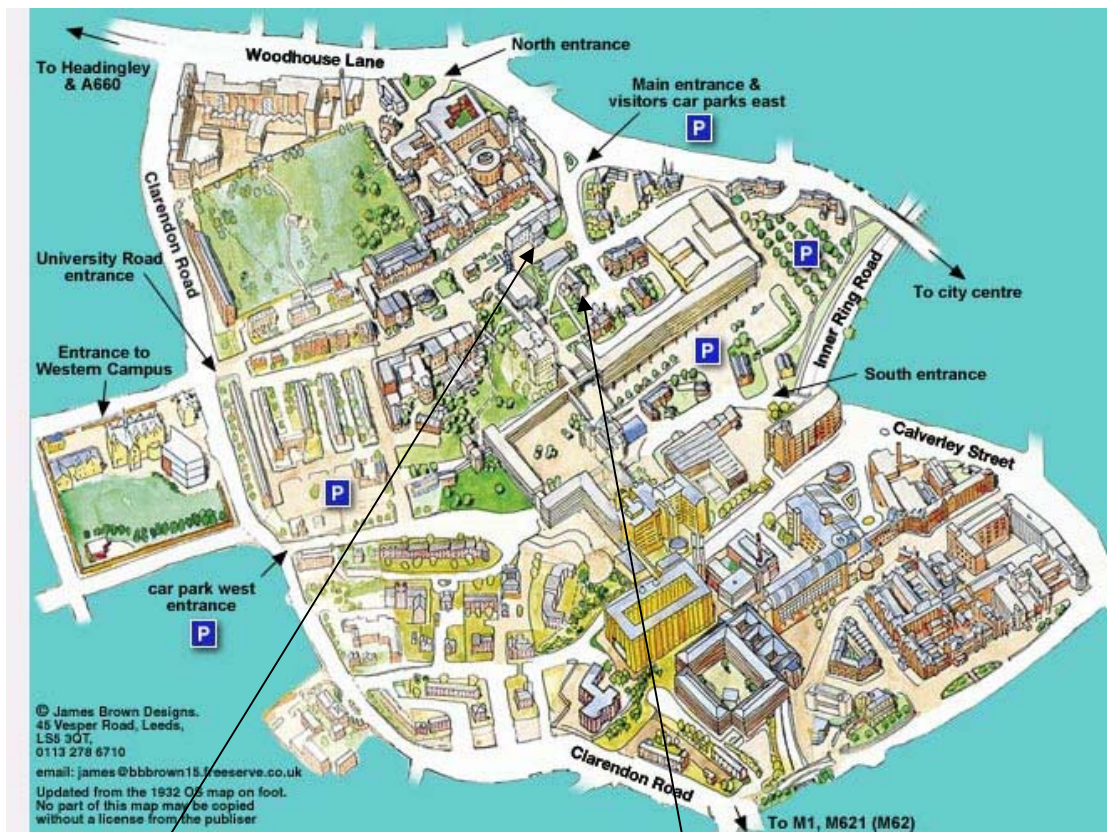 North entrance
Woodhouse Lane
To Headingley
& A660
Main entrance &
visitors car parks east
P
Clarendon Road
University Road
entrance
P
To city centre
Inner Ring Road
Entrance to
Western Campus
P
South entrance
Calverley Street
P
car park west
entrance
P
© James Brown Designs.
45 Vesper Road, Leeds,
LS5 3QT,
0113 278 6710
email: james@bbbrown15.freeserve.co.uk
Updated from the 1932 OS map on foot.
No part of this map may be copied
without a license from the publiser
Clarendon Road
To M1, M621 (M62)